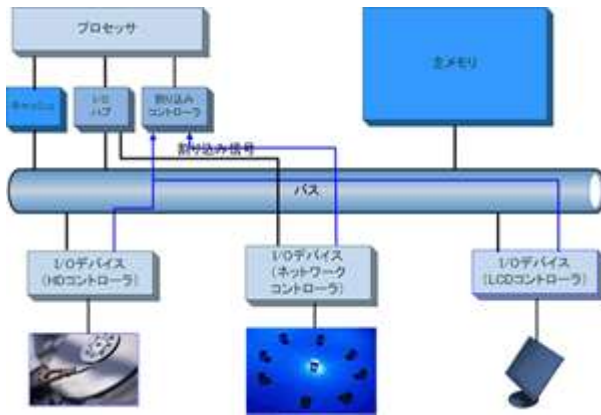 プロセッサ
主メモリ
キャッシュ
I/O
ハブ
割り込み
コントローラ
割り込み信号
バス
I/Oデバイス
(HDコントローラ)
I/Oデバイス
(ネットワーク
コントローラ)
I/Oデバイス
(LCDコントローラ)